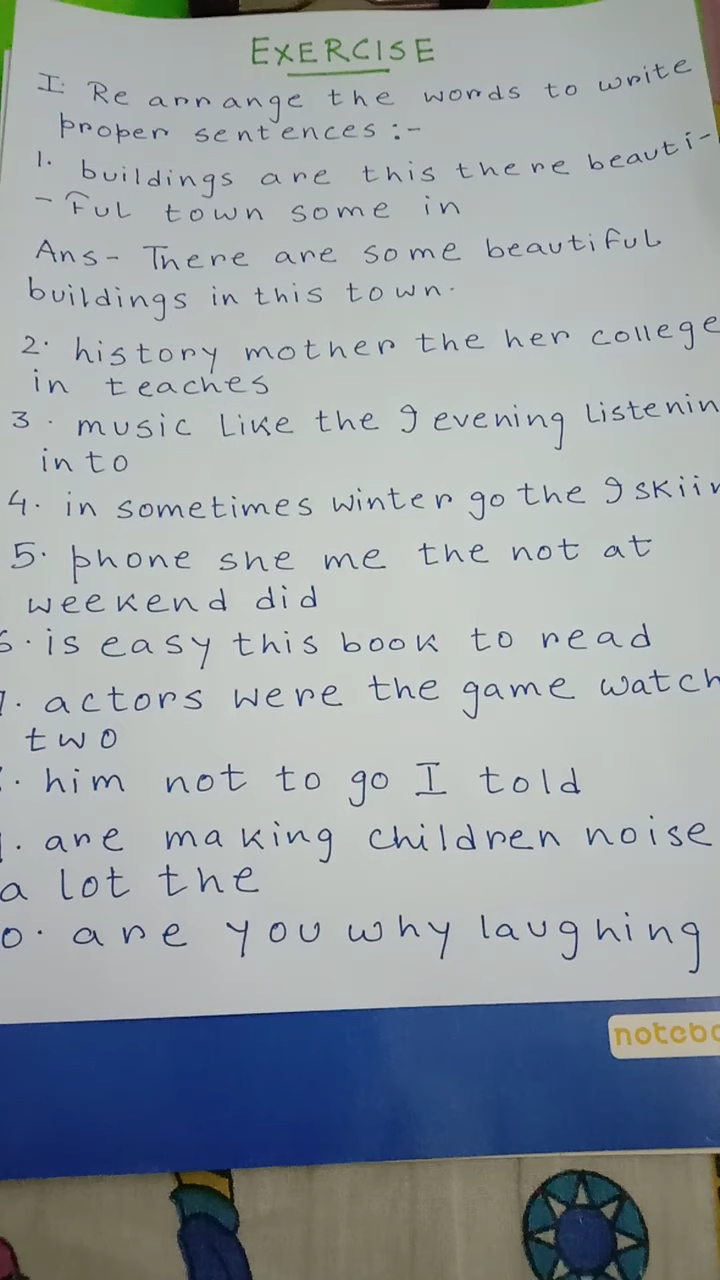 EXERCISE
I. Re arrange the words to write
proper sentences :-
1. buildings are this there beauti-
- Ful town some in
Ans - There are some beautiful
buildings in this town.
2. history mother the her college
in teaches
3. music like the I evening Listenin
in to
4. in sometimes winter go the I skiin
5. phone she me the not at
weekend did
6. is easy this book to read
7. actors were the game watch
two
. him not to go I told
. are making children noise
a lot the
0. are you why laughing
notebo